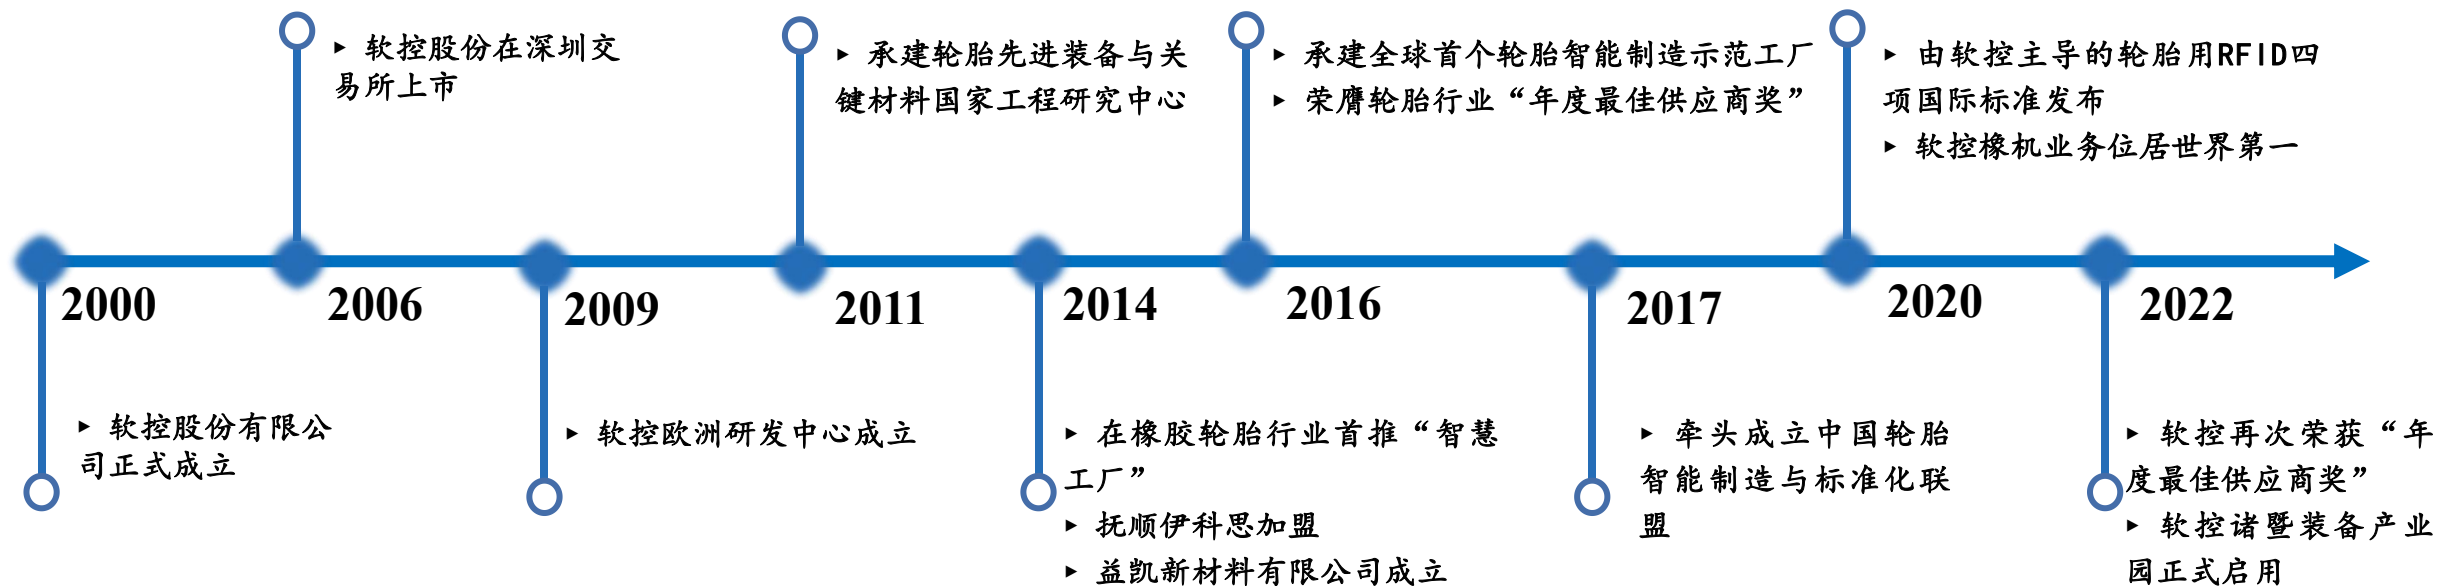 ▸ 软控股份在深圳交
易所上市
▸ 承建轮胎先进装备与关
键材料国家工程研究中心
▸ 承建全球首个轮胎智能制造示范工厂
▸ 荣膺轮胎行业“年度最佳供应商奖”
▸ 由软控主导的轮胎用RFID四
项国际标准发布
▸ 软控橡机业务位居世界第一
2000
2006
2009
2011
2014
2016
2017
2020
2022
▸ 软控股份有限公
司正式成立
▸ 软控欧洲研发中心成立
▸ 在橡胶轮胎行业首推“智慧
工厂”
▸ 抚顺伊科思加盟
▸ 益凯新材料有限公司成立
▸ 牵头成立中国轮胎
智能制造与标准化联
盟
▸ 软控再次荣获“年
度最佳供应商奖”
▸ 软控诸暨装备产业
园正式启用